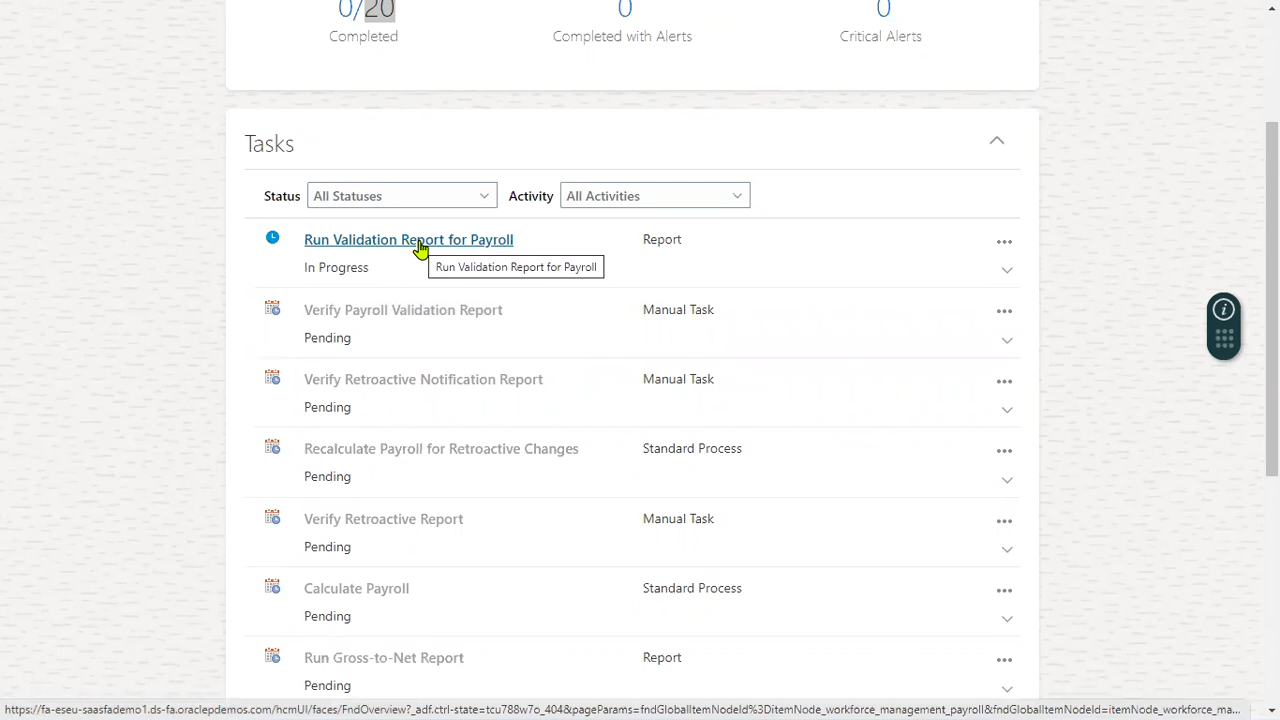 0/20
0
0
Completed
Completed with Alerts
Critical Alerts
Tasks
Status
All Statuses
Activity
All Activities
Run Validation Report for Payroll
Report
In Progress
Run Validation Report for Payroll
Verify Payroll Validation Report
Manual Task
Pending
Verify Retroactive Notification Report
Manual Task
Pending
Recalculate Payroll for Retroactive Changes
Standard Process
Pending
Verify Retroactive Report
Manual Task
Pending
Calculate Payroll
Standard Process
Pending
Run Gross-to-Net Report
Report
Pending
https://fa-eseu-saasfademo1.ds-fa.oraclepdemos.com/hcmUI/faces/FndOverview?_adf.ctrl-state=tcu788w7o_404&pageParams=fndGlobalItemNodeId%3DitemNode_workforce_management_payroll&fndGlobalItemNodeId=itemNode_workforce_ma...